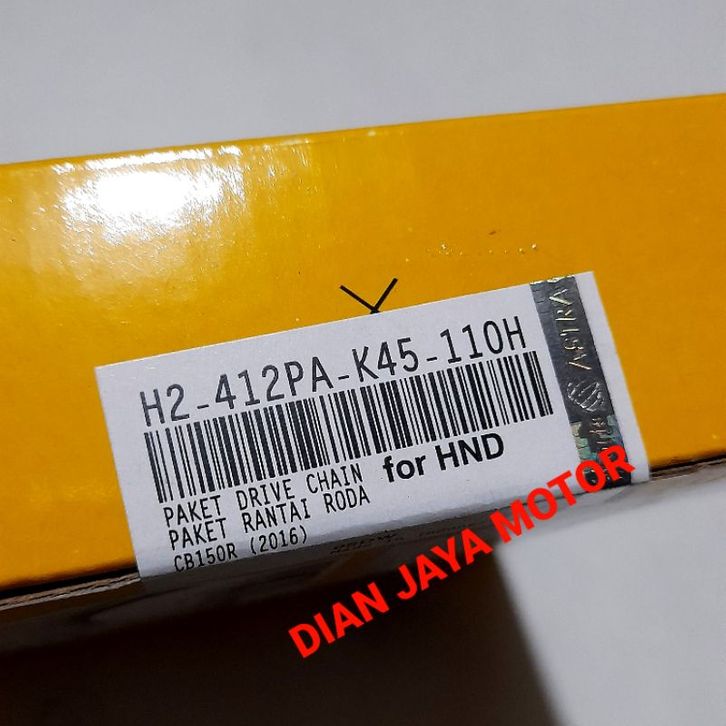 H2-412PA-K45-110H
PAKET DRIVE CHAIN
PAKET RANTAI RODA
CB150R (2016)
for HND
ASTRA
DIAN JAYA MOTOR